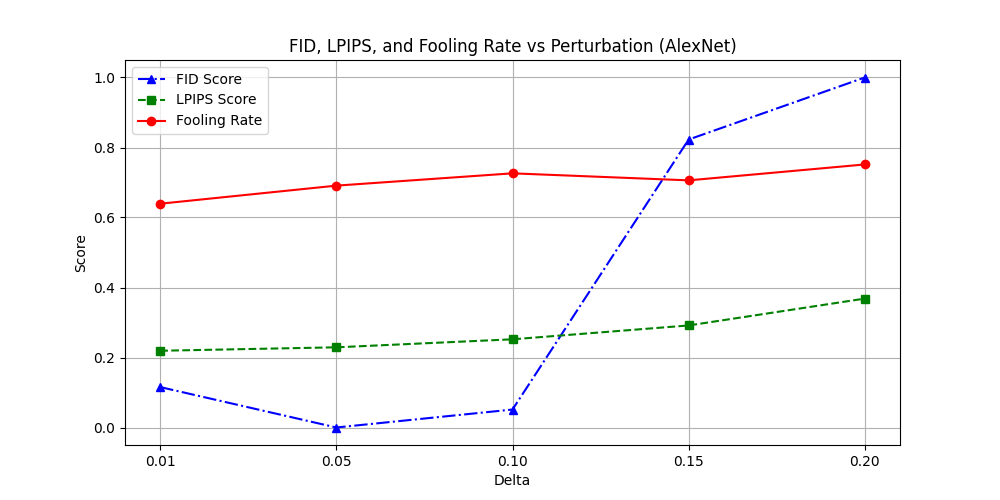 FID, LPIPS, and Fooling Rate vs Perturbation (AlexNet)
FID Score
LPIPS Score
Fooling Rate
Score
1.0
0.8
0.6
0.4
0.2
0.0
0.01 0.05 0.10 0.15 0.20
Delta